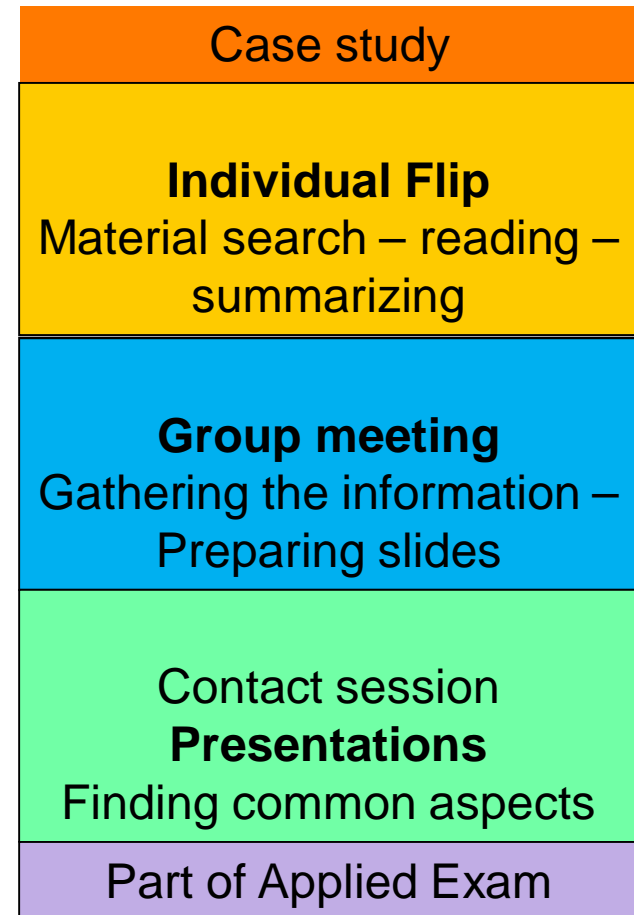 Case study
Individual Flip
Material search – reading –
summarizing
Group meeting
Gathering the information –
Preparing slides
Contact session
Presentations
Finding common aspects
Part of Applied Exam